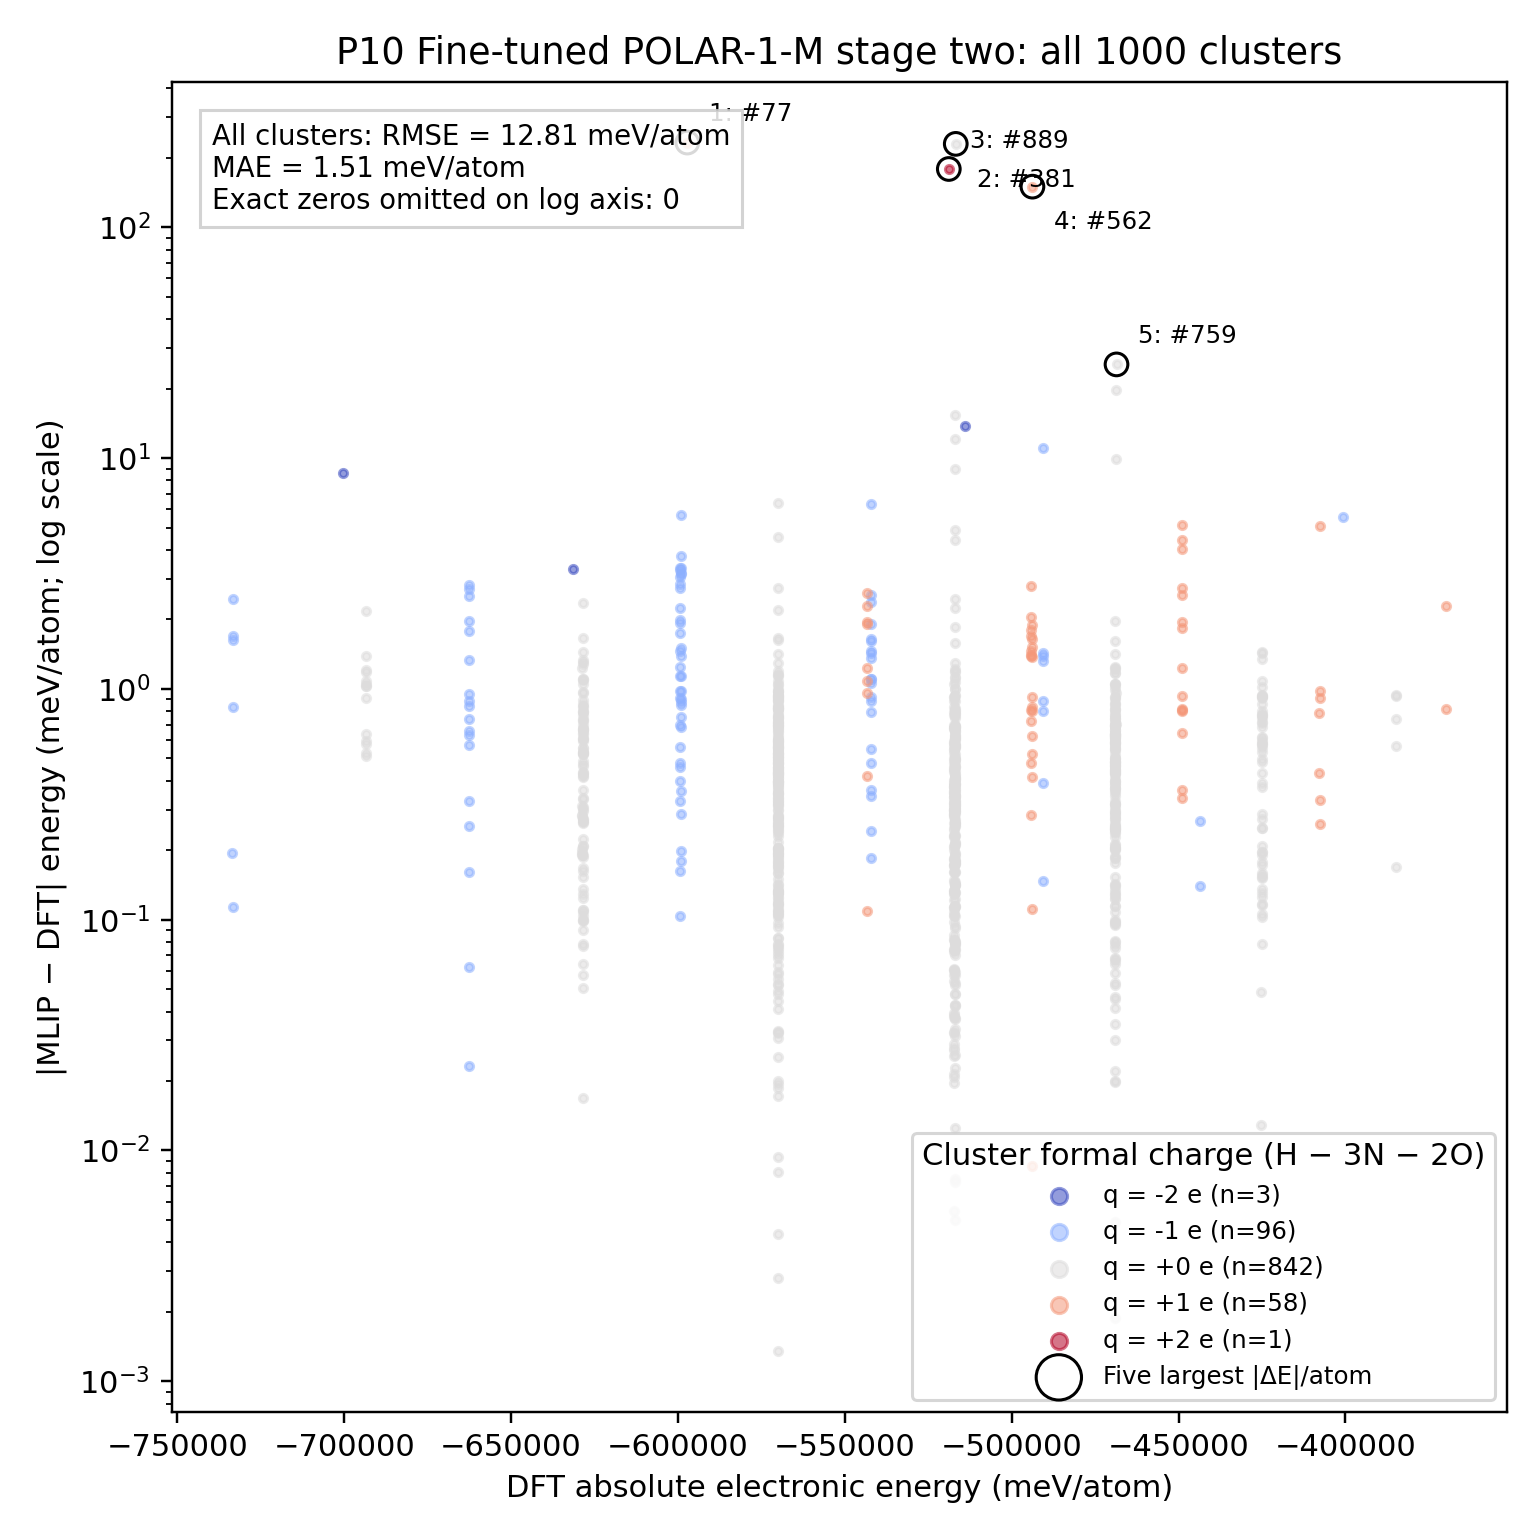 P10 Fine-tuned POLAR-1-M stage two: all 1000 clusters
1: #77
All clusters: RMSE = 12.81 meV/atom
MAE = 1.51 meV/atom
Exact zeros omitted on log axis: 0
3: #889
2: #381
4: #562
5: #759
10²
10¹
10⁰
10⁻¹
10⁻²
10⁻³
|MLIP − DFT| energy (meV/atom; log scale)
Cluster formal charge (H − 3N − 2O)
q = -2 e (n=3)
q = -1 e (n=96)
q = +0 e (n=842)
q = +1 e (n=58)
q = +2 e (n=1)
Five largest |ΔE|/atom
−750000 −700000 −650000 −600000 −550000 −500000 −450000 −400000
DFT absolute electronic energy (meV/atom)